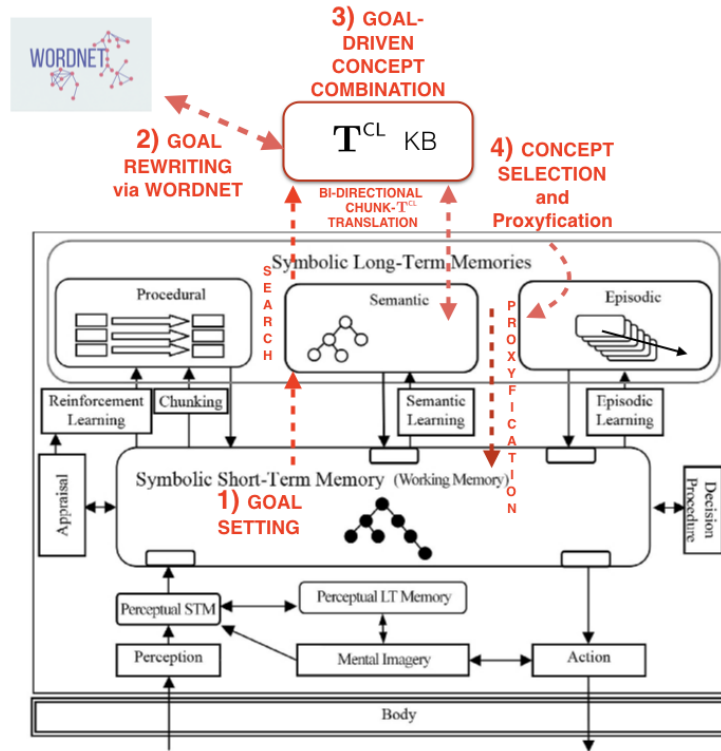 WORDNET
3) GOAL-
DRIVEN
CONCEPT
COMBINATION
T^CL KB
2) GOAL
REWRITING
via WORDNET
4) CONCEPT
SELECTION
and
Proxyfication
BI-DIRECTIONAL
CHUNK-T^CL
TRANSLATION
Symbolic Long-Term Memories
Procedural
SEARCH
Semantic
PROXYFICATION
Episodic
Reinforcement
Learning
Chunking
Semantic
Learning
Episodic
Learning
Appraisal
Symbolic Short-Term Memory (Working Memory)
1) GOAL
SETTING
Decision
Procedure
Perceptual STM
Perceptual LT Memory
Perception
Mental Imagery
Action
Body